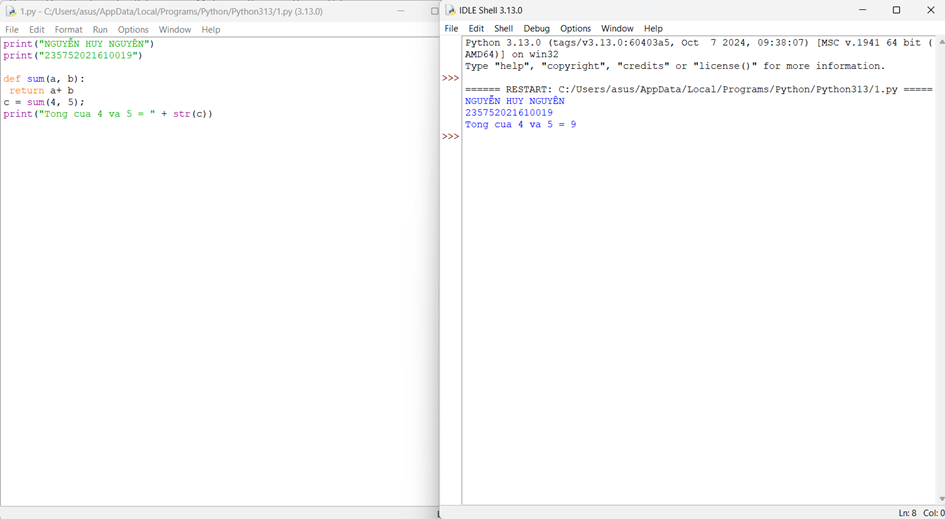 1.py - C:/Users/asus/AppData/Local/Programs/Python/Python313/1.py (3.13.0)
File Edit Format Run Options Window Help
print("NGUYỄN HUY NGUYÊN")
print("235752021610019")
def sum(a, b):
 return a+ b
c = sum(4, 5);
print("Tong cua 4 va 5 = " + str(c))
IDLE Shell 3.13.0
File Edit Shell Debug Options Window Help
Python 3.13.0 (tags/v3.13.0:60403a5, Oct  7 2024, 09:38:07) [MSC v.1941 64 bit (
AMD64)] on win32
Type "help", "copyright", "credits" or "license()" for more information.
>>>
====== RESTART: C:/Users/asus/AppData/Local/Programs/Python/Python313/1.py =====
NGUYỄN HUY NGUYÊN
235752021610019
Tong cua 4 va 5 = 9
>>>
Ln: 8 Col: 0